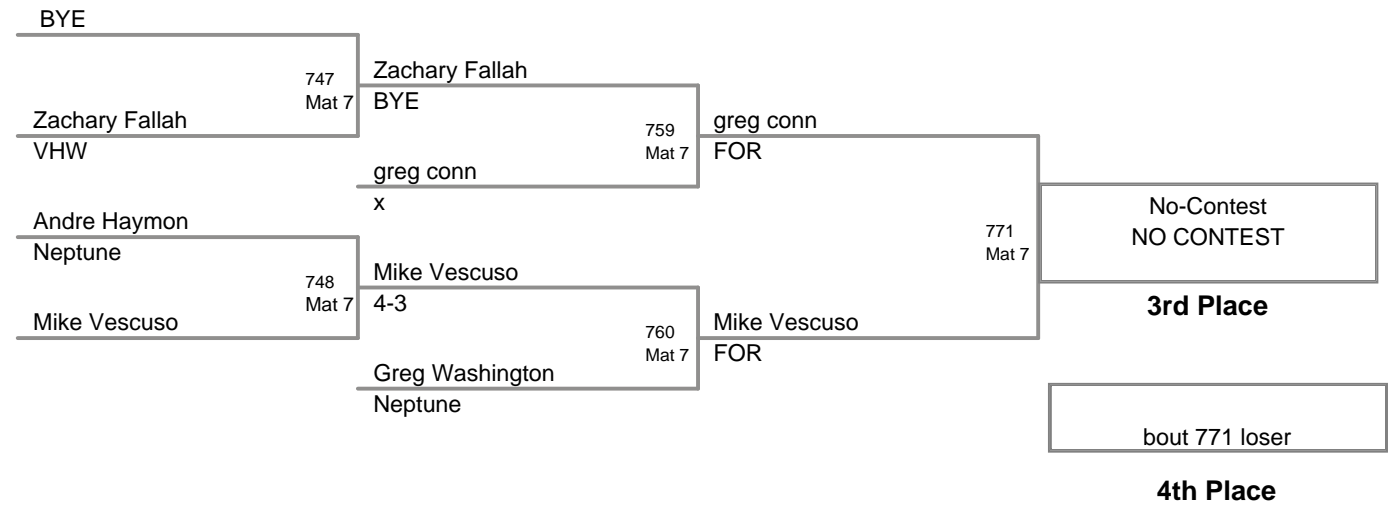 BYE
747
Mat 7
Zachary Fallah
VHW
Zachary Fallah
BYE
759
Mat 7
greg conn
x
greg conn
FOR
Andre Haymon
Neptune
748
Mat 7
Mike Vescuso
Mike Vescuso
4-3
760
Mat 7
Greg Washington
Neptune
Mike Vescuso
FOR
771
Mat 7
No-Contest
NO CONTEST
3rd Place
bout 771 loser
4th Place